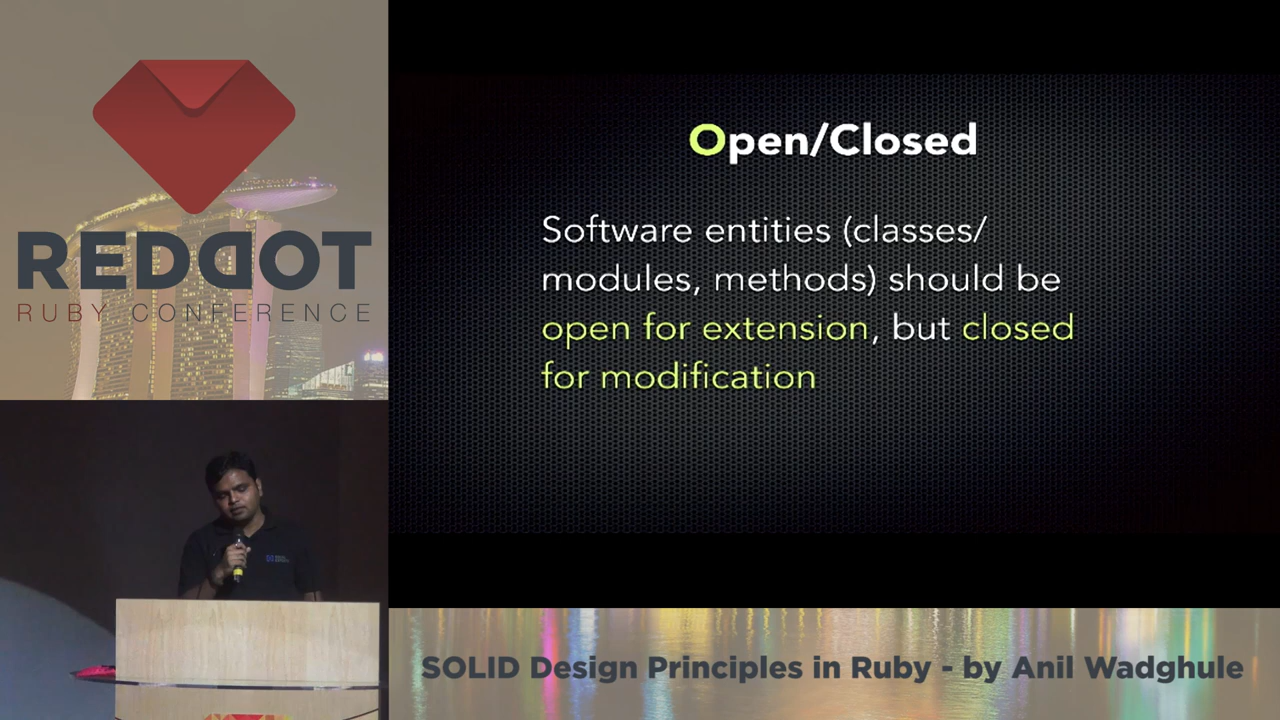 REDDOT
RUBY CONFERENCE
Open/Closed
Software entities (classes/
modules, methods) should be
open for extension, but closed
for modification
SOLID Design Principles in Ruby - by Anil Wadghule